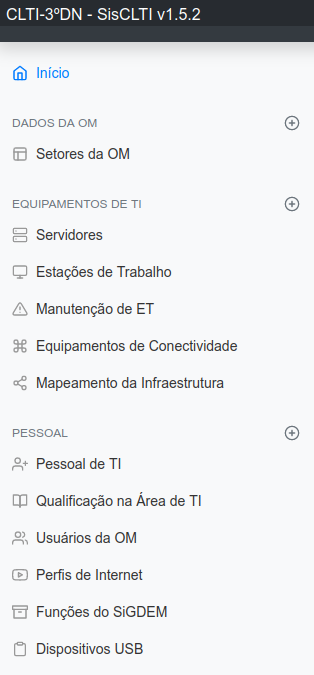 CLTI-3ºDN - SisCLTI v1.5.2
Início
DADOS DA OM
Setores da OM
EQUIPAMENTOS DE TI
Servidores
Estações de Trabalho
Manutenção de ET
Equipamentos de Conectividade
Mapeamento da Infraestrutura
PESSOAL
Pessoal de TI
Qualificação na Área de TI
Usuários da OM
Perfis de Internet
Funções do SiGDEM
Dispositivos USB